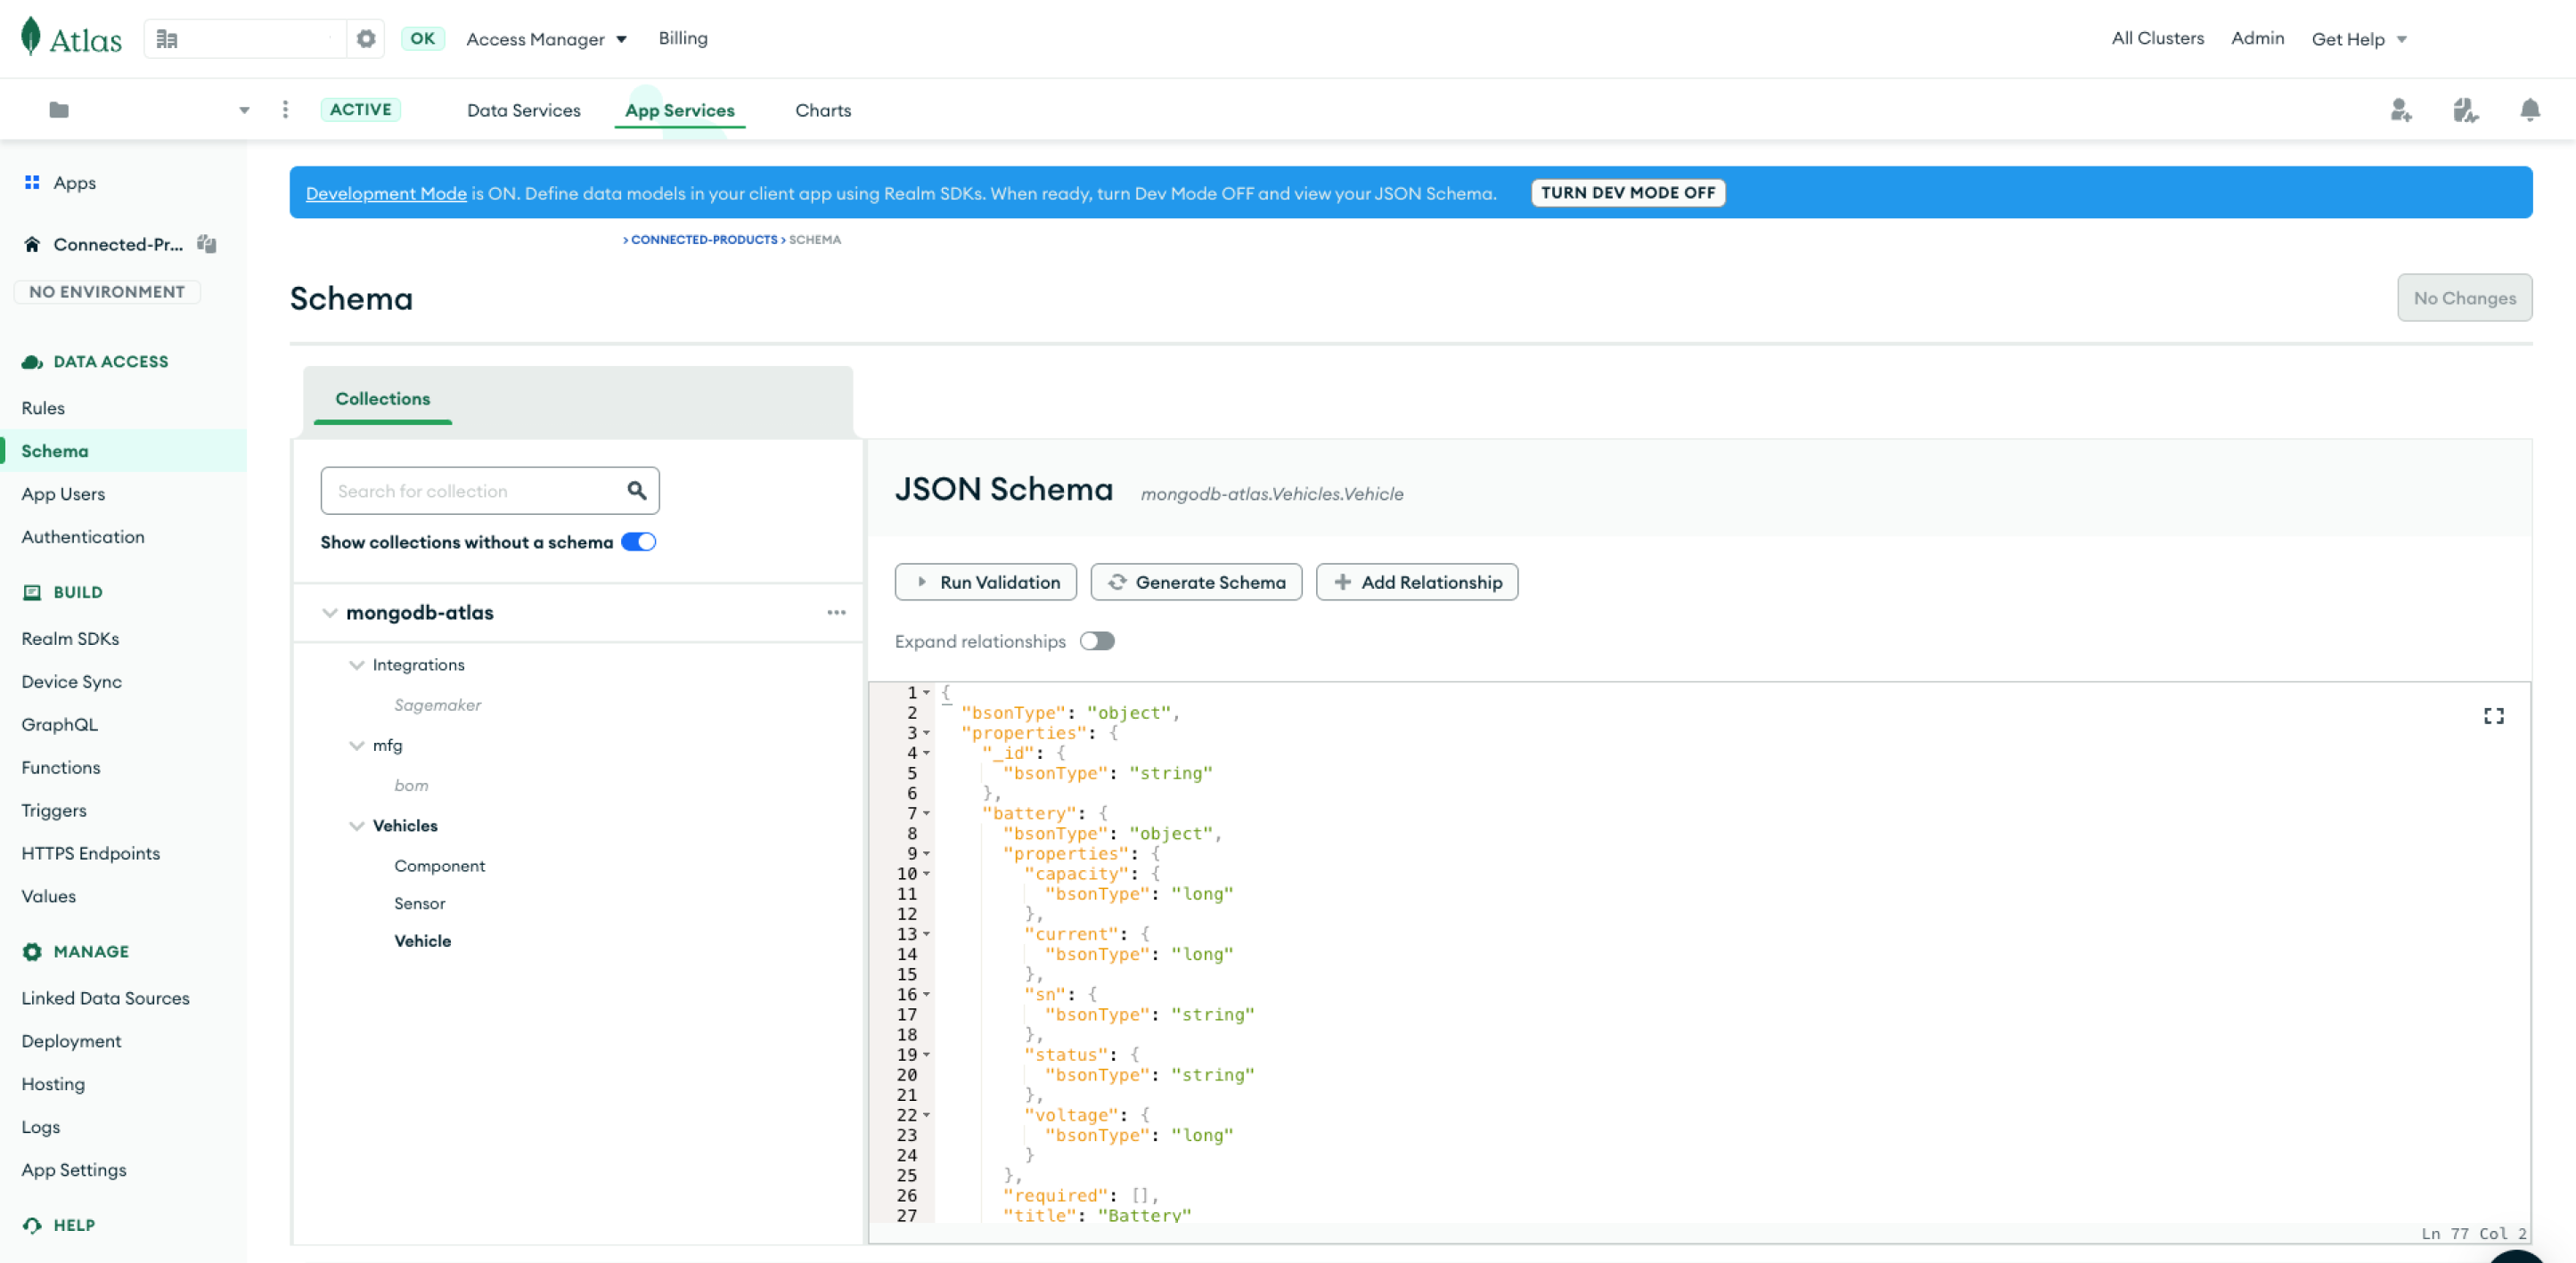 Atlas
OK
Access Manager
Billing
All Clusters
Admin
Get Help
ACTIVE
Data Services
App Services
Charts
Apps
Connected-Pr...
NO ENVIRONMENT
DATA ACCESS
Rules
Schema
App Users
Authentication
BUILD
Realm SDKs
Device Sync
GraphQL
Functions
Triggers
HTTPS Endpoints
Values
MANAGE
Linked Data Sources
Deployment
Hosting
Logs
App Settings
HELP
Development Mode is ON. Define data models in your client app using Realm SDKs. When ready, turn Dev Mode OFF and view your JSON Schema.
TURN DEV MODE OFF
> CONNECTED-PRODUCTS > SCHEMA
Schema
No Changes
Collections
Search for collection
Show collections without a schema
mongodb-atlas
Integrations
Sagemaker
mfg
bom
Vehicles
Component
Sensor
Vehicle
JSON Schema mongodb-atlas.Vehicles.Vehicle
Run Validation
Generate Schema
Add Relationship
Expand relationships
1 {
2 "bsonType": "object",
3 "properties": {
4 "_id": {
5 "bsonType": "string"
6 },
7 "battery": {
8 "bsonType": "object",
9 "properties": {
10 "capacity": {
11 "bsonType": "long"
12 },
13 "current": {
14 "bsonType": "long"
15 },
16 "sn": {
17 "bsonType": "string"
18 },
19 "status": {
20 "bsonType": "string"
21 },
22 "voltage": {
23 "bsonType": "long"
24 }
25 },
26 "required": [],
27 "title": "Battery"
Ln 77 Col 2